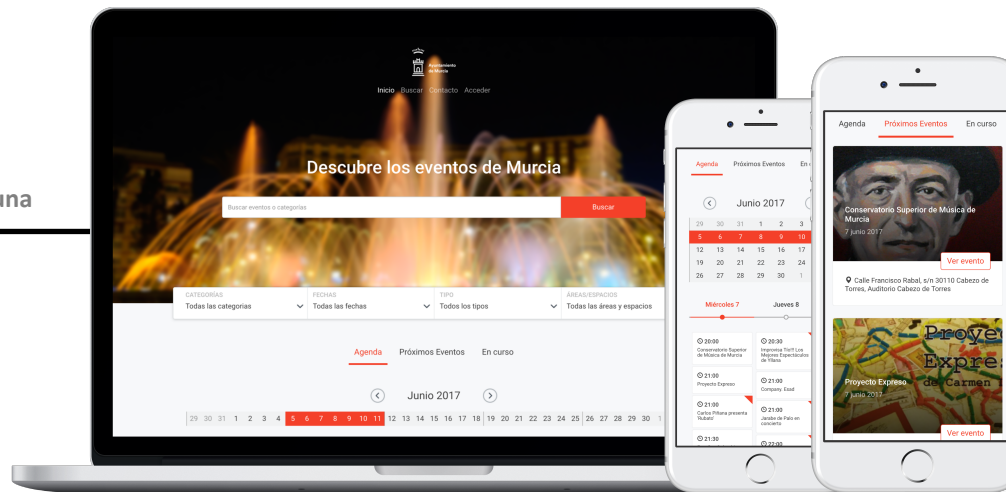 una
Ayuntamiento
de Murcia
Inicio Buscar Contacto Acceder
Descubre los eventos de Murcia
Buscar eventos o categorías
Buscar
CATEGORÍAS
Todas las categorías
FECHAS
Todas las fechas
TIPO
Todos los tipos
ÁREAS/ESPACIOS
Todas las áreas y espacios
Agenda Próximos Eventos En curso
Junio 2017
29 30 31 1 2 3 4 5 6 7 8 9 10 11 12 13 14 15 16 17 18 19 20 21 22 23 24 25 26 27 28 29 30 1
Agenda Próximos Eventos En
Junio 2017
29 30 31 1 2 3
5 6 7 8 9 10
12 13 14 15 16 17
19 20 21 22 23 24
26 27 28 29 30 1
Miércoles 7 Jueves 8
20:00
Conservatorio Superior
de Música de Murcia
21:00
Proyecto Expreso
21:00
Carlos Piñana presenta
'Rubato'
21:30
20:30
Improvisa Tio!!! Los
Mejores Espectáculos
de Yllana
21:00
Company. Esad
21:00
Jarabe de Palo en
concierto
22:00
Agenda Próximos Eventos En curso
Conservatorio Superior de Música de
Murcia
7 junio 2017
Ver evento
Calle Francisco Rabal, s/n 30110 Cabezo de
Torres, Auditorio Cabezo de Torres
Proye
Expre
de Carmen
Proyecto Expreso
7 junio 2017
Ver evento